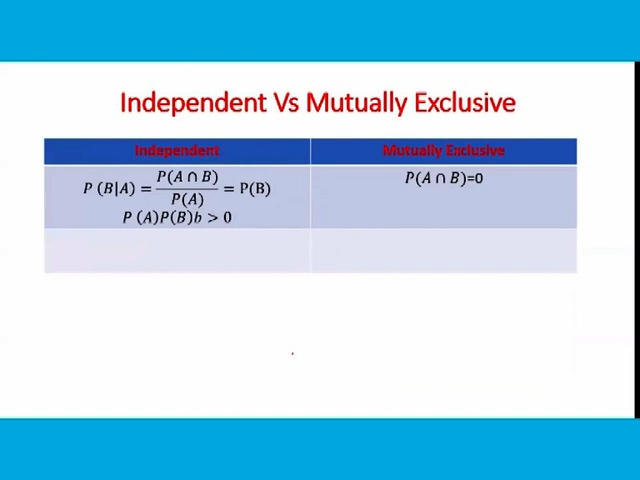 Independent Vs Mutually Exclusive
Independent
Mutually Exclusive
P (B|A) = P(A ∩ B) / P(A) = P(B)
P (A)P(B)b > 0
P(A ∩ B)=0